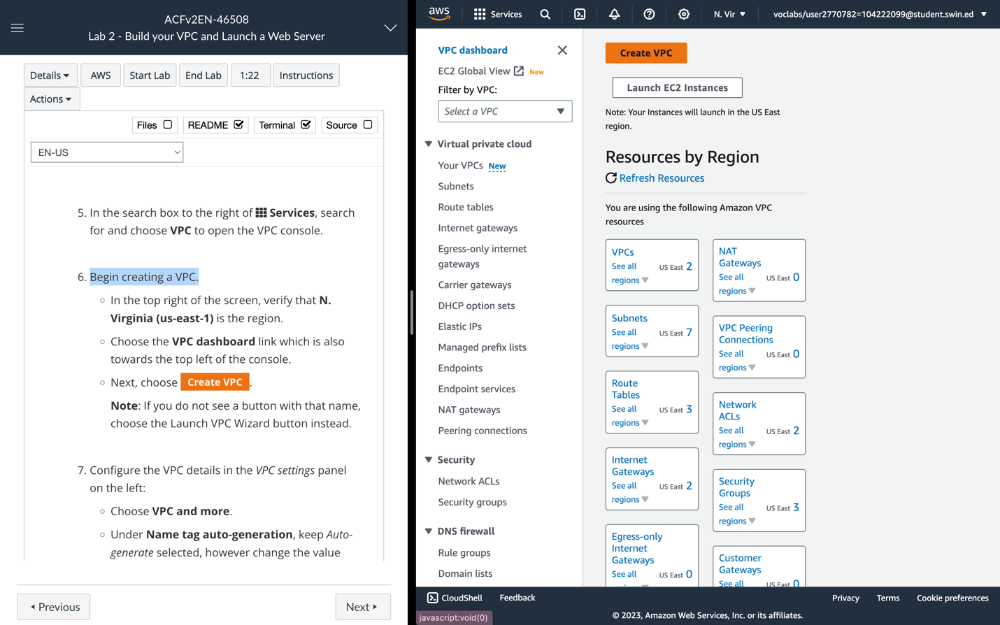 ACFv2EN-46508
Lab 2 - Build your VPC and Launch a Web Server
Details
AWS
Start Lab
End Lab
1:22
Instructions
Actions
Files
README
Terminal
Source
EN-US
5. In the search box to the right of Services, search
for and choose VPC to open the VPC console.
6. Begin creating a VPC.
In the top right of the screen, verify that N.
Virginia (us-east-1) is the region.
Choose the VPC dashboard link which is also
towards the top left of the console.
Next, choose Create VPC.
Note: If you do not see a button with that name,
choose the Launch VPC Wizard button instead.
7. Configure the VPC details in the VPC settings panel
on the left:
Choose VPC and more.
Under Name tag auto-generation, keep Auto-
generate selected, however change the value
Previous
Next
aws
Services
N. Vir
voclabs/user2770782=104222099@student.swin.ed
VPC dashboard
EC2 Global View New
Filter by VPC:
Select a VPC
Virtual private cloud
Your VPCs New
Subnets
Route tables
Internet gateways
Egress-only internet
gateways
Carrier gateways
DHCP option sets
Elastic IPs
Managed prefix lists
Endpoints
Endpoint services
NAT gateways
Peering connections
Security
Network ACLs
Security groups
DNS firewall
Rule groups
Domain lists
Create VPC
Launch EC2 Instances
Note: Your Instances will launch in the US East
region.
Resources by Region
Refresh Resources
You are using the following Amazon VPC
resources
VPCs
See all
regions
US East 2
NAT
Gateways
See all
regions
US East 0
Subnets
See all
regions
US East 7
VPC Peering
Connections
See all
regions
US East 0
Route
Tables
See all
regions
US East 3
Network
ACLs
See all
regions
US East 2
Internet
Gateways
See all
regions
US East 2
Security
Groups
See all
regions
US East 3
Egress-only
Internet
Gateways
See all
US East 0
Customer
Gateways
See all
US East 0
CloudShell
Feedback
Privacy
Terms
Cookie preferences
javascript:void(0)
© 2023, Amazon Web Services, Inc. or its affiliates.